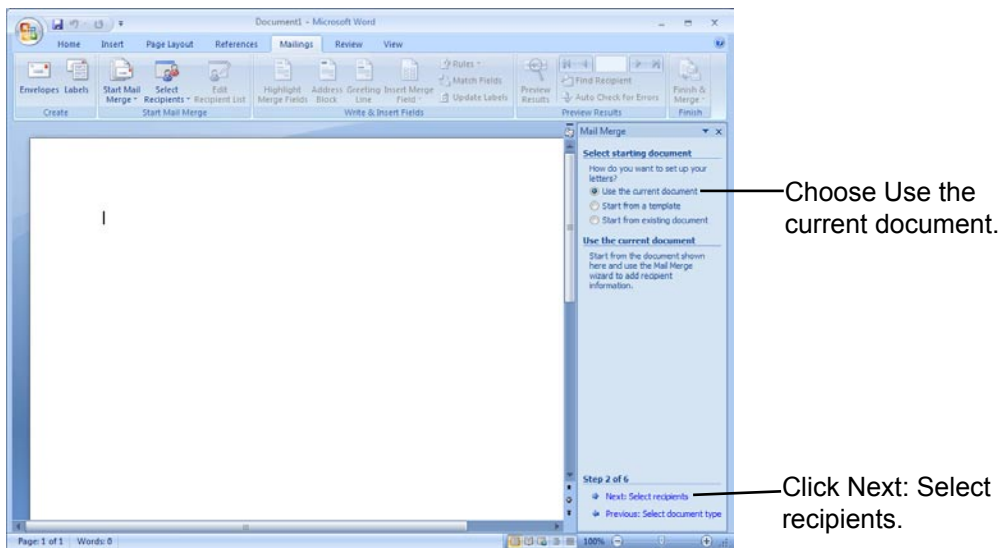 Document1 - Microsoft Word
Home Insert Page Layout References Mailings Review View
Envelopes Labels
Create
Start Mail Merge Select Recipients Edit Recipient List
Start Mail Merge
Highlight Merge Fields Address Block Greeting Line Insert Merge Field
Rules
Match Fields
Update Labels
Write & Insert Fields
Preview Results
Find Recipient
Auto Check for Errors
Preview Results
Finish & Merge
Finish
Mail Merge
Select starting document
How do you want to set up your
letters?
Use the current document
Start from a template
Start from existing document
Use the current document
Start from the document shown
here and use the Mail Merge
wizard to add recipient
information.
Step 2 of 6
Next: Select recipients
Previous: Select document type
Page: 1 of 1 Words: 0
100%
Choose Use the
current document.
Click Next: Select
recipients.